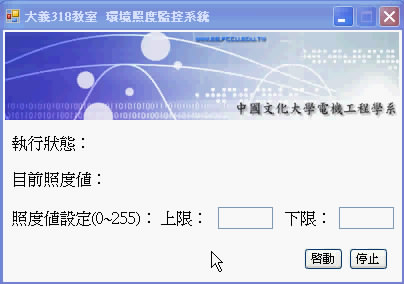 大義318教室 環境照度監控系統
中國文化大學電機工程學系
執行狀態：
目前照度值：
照度值設定(0~255)： 上限： 下限：
啓動 停止